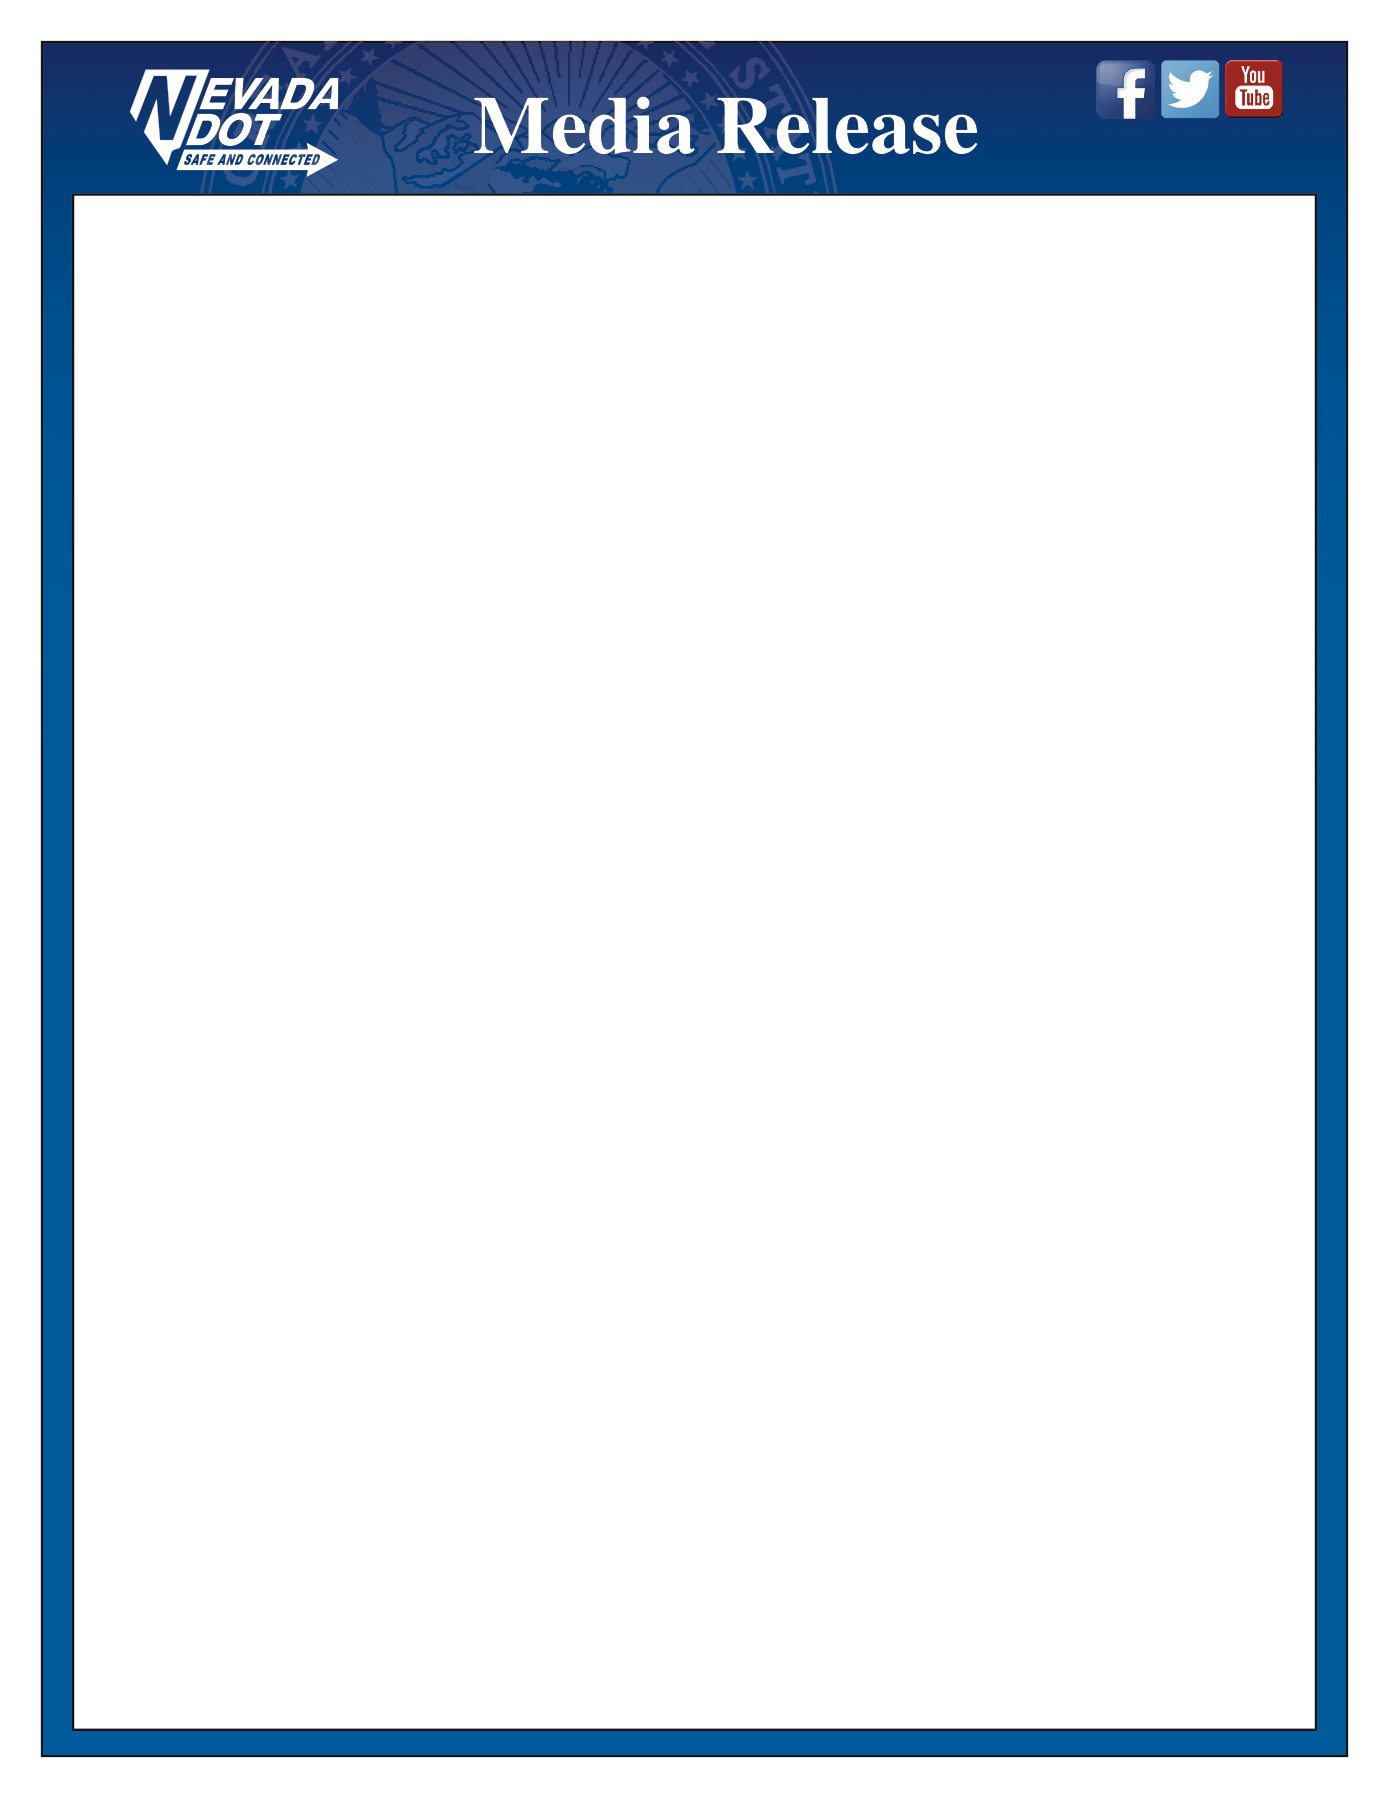 NEVADA
DOT
SAFE AND CONNECTED
Media Release
You
Tube